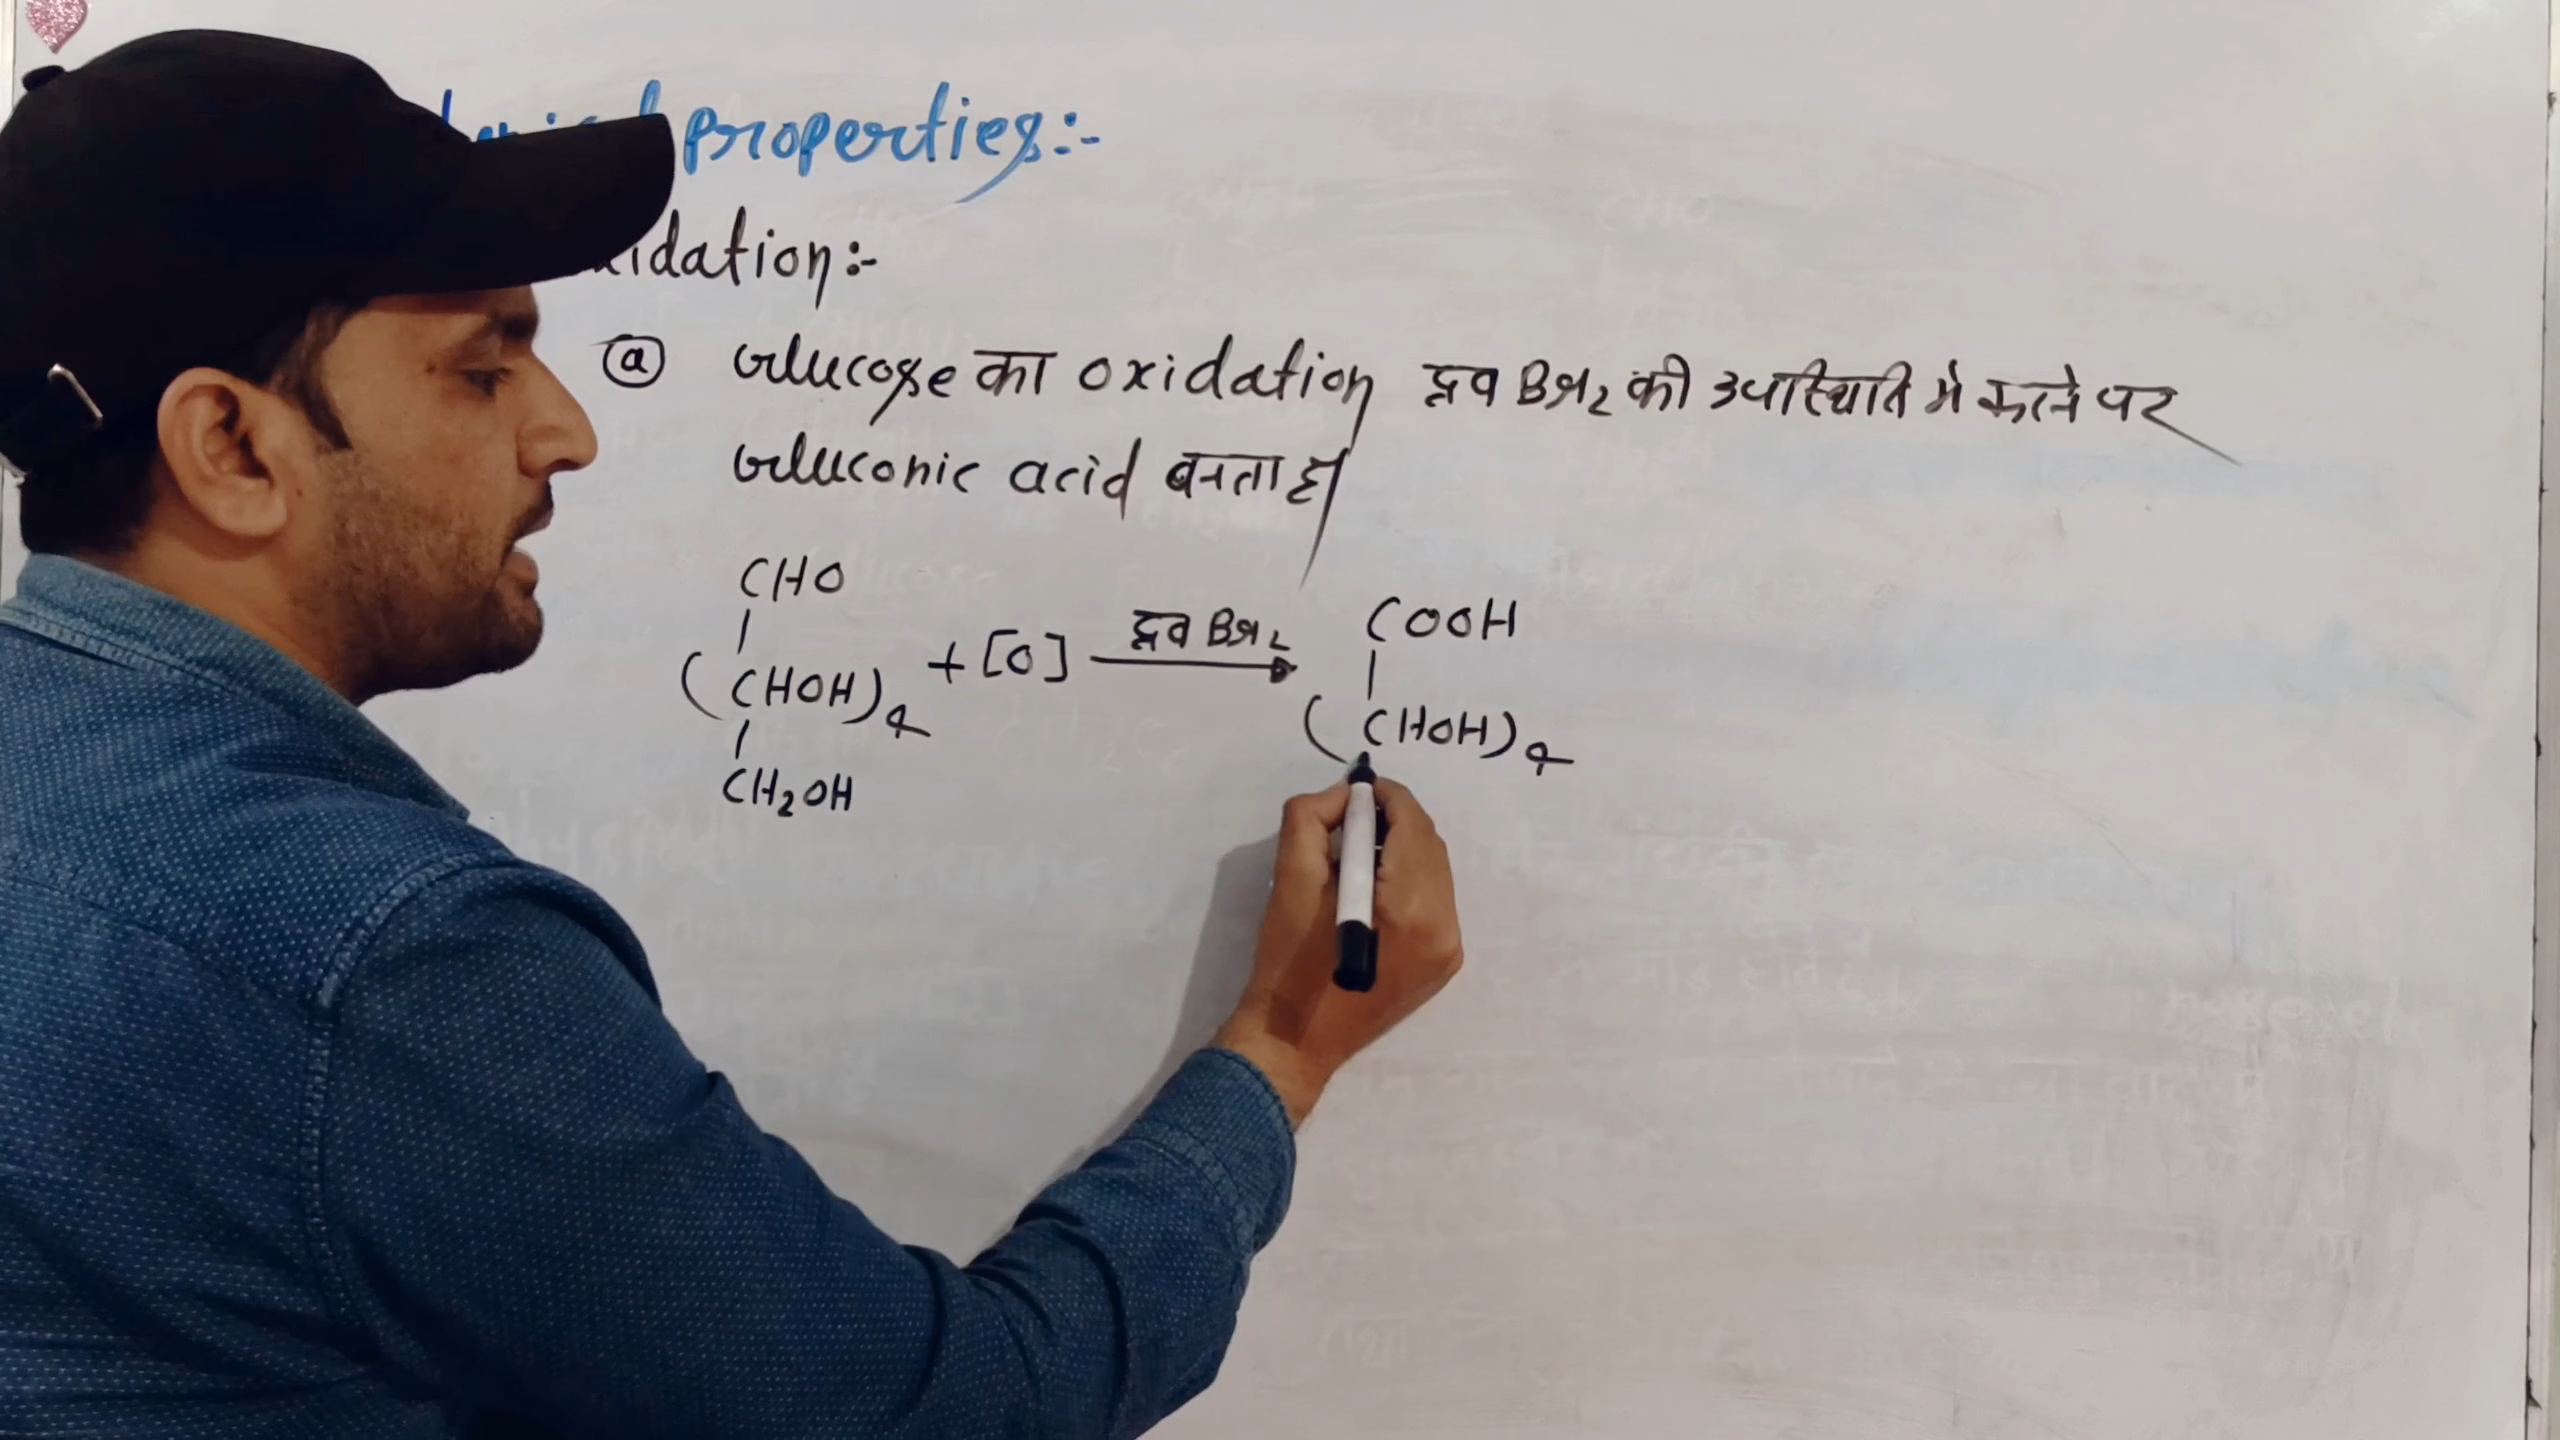 properties:-
idation:-
ⓐ Glucose का oxidation द्रव Br₂ की उपस्थिति मे करने पर
Gluconic acid बनता है।
CHO
|
(CHOH)₄ + [O] द्रव Br₂ →
|
CH₂OH
COOH
|
(CHOH)₄